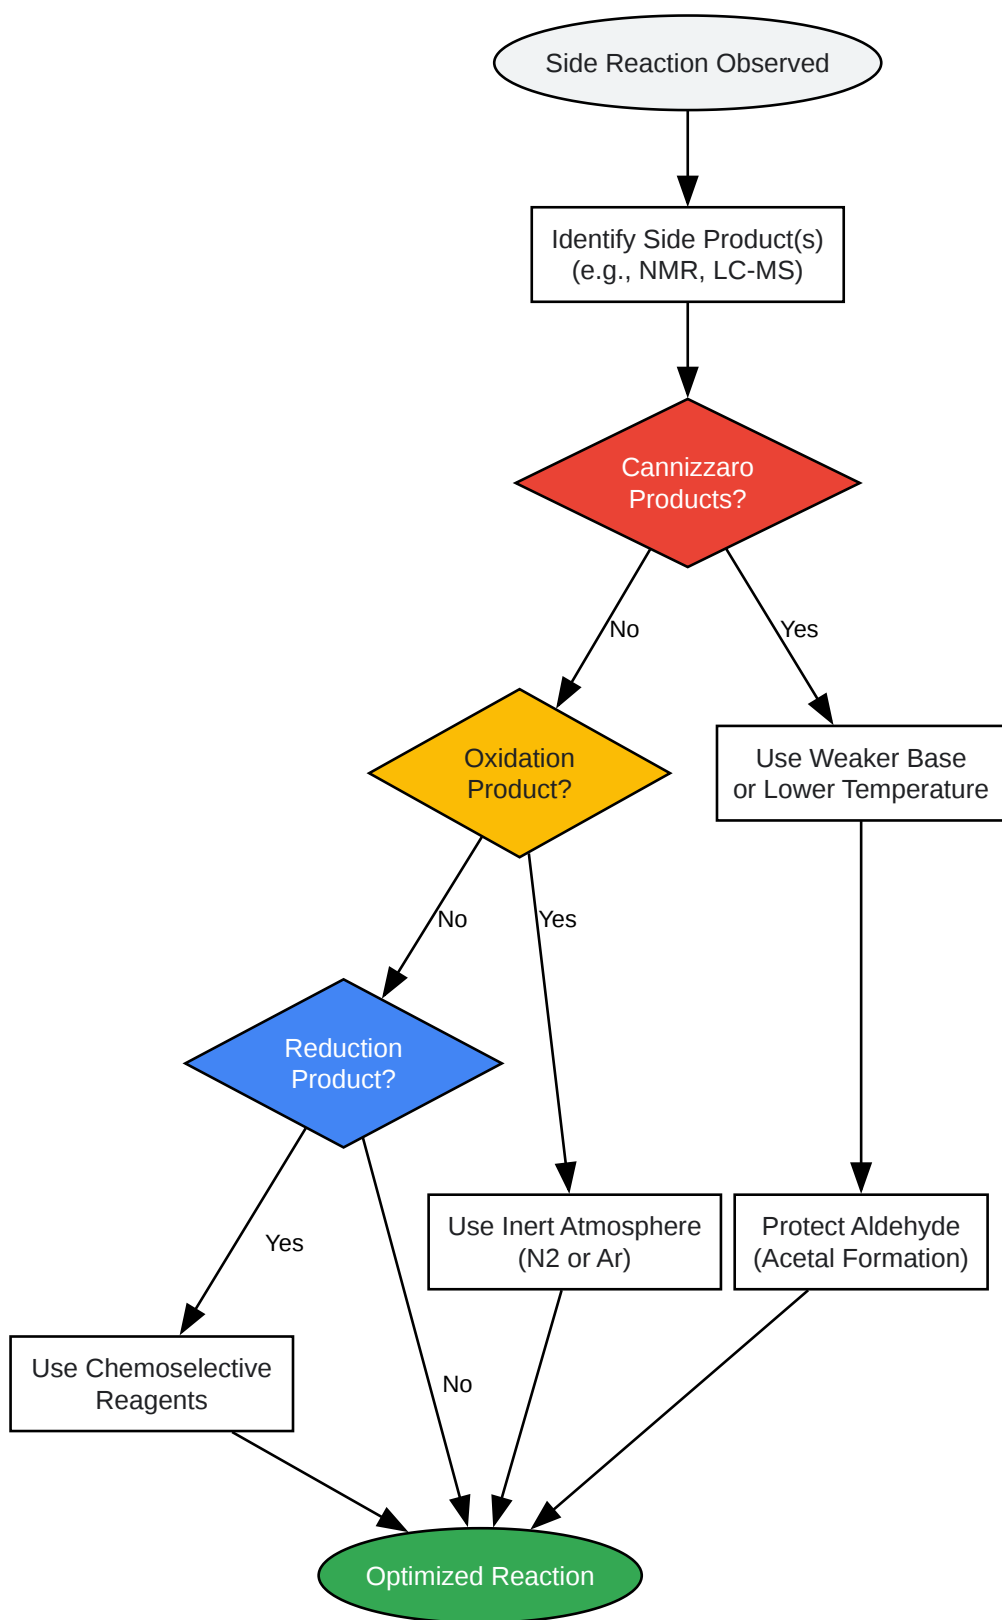 Side Reaction Observed
Identify Side Product(s)
(e.g., NMR, LC-MS)
Cannizzaro
Products?
No
Yes
Oxidation
Product?
Use Weaker Base
or Lower Temperature
No
Yes
Reduction
Product?
Yes
Use Inert Atmosphere
(N2 or Ar)
Protect Aldehyde
(Acetal Formation)
Use Chemoselective
Reagents
No
Optimized Reaction